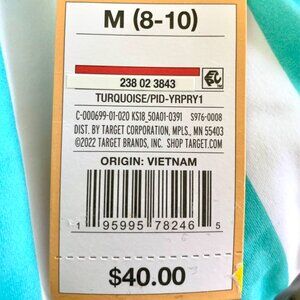 M (8-10)
238 02 3843
TURQUOISE/PID-YRPRY1
C-000699-01-020 KS18_50A01-0391 S976-0008
DIST. BY TARGET CORPORATION, MPLS., MN 55403
©2022 TARGET BRANDS, INC. SHOP TARGET.COM
ORIGIN: VIETNAM
1 95995 78246 5
$40.00